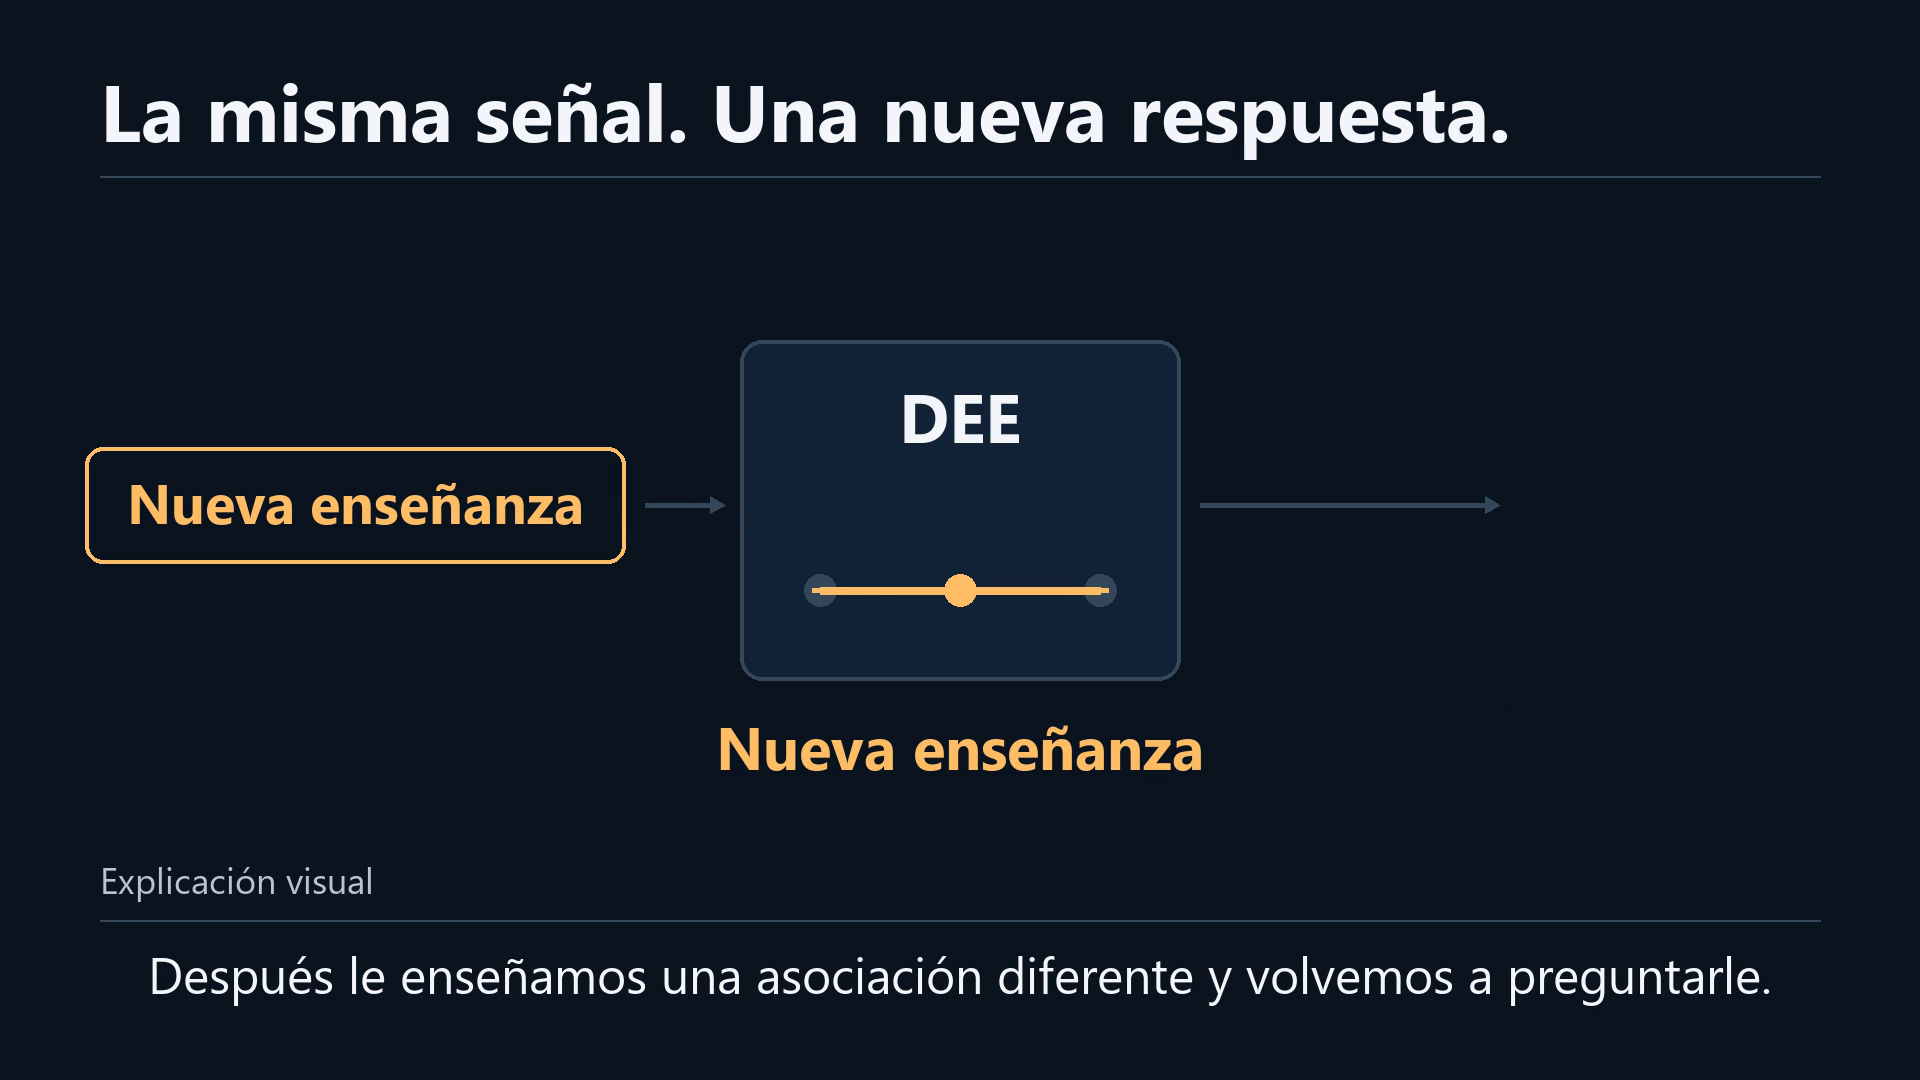 La misma señal. Una nueva respuesta.
DEE
Nueva enseñanza
Nueva enseñanza
Explicación visual
Después le enseñamos una asociación diferente y volvemos a preguntarle.